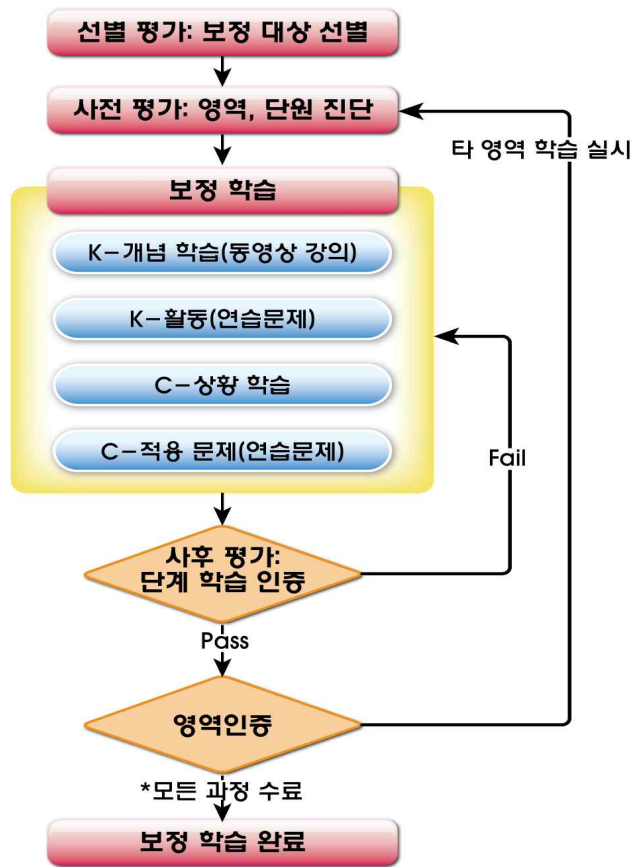 선별 평가: 보정 대상 선별
사전 평가: 영역, 단원 진단
타 영역 학습 실시
보정 학습
K-개념 학습(동영상 강의)
K-활동(연습문제)
C-상황 학습
C-적용 문제(연습문제)
Fail
사후 평가:
단계 학습 인증
Pass
영역인증
*모든 과정 수료
보정 학습 완료